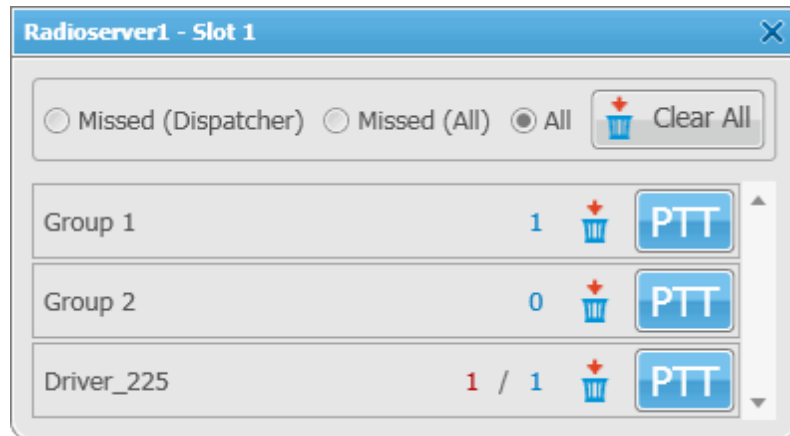 Radioserver1 - Slot 1
Missed (Dispatcher) Missed (All) All Clear All
Group 1 1 PTT
Group 2 0 PTT
Driver_225 1 / 1 PTT